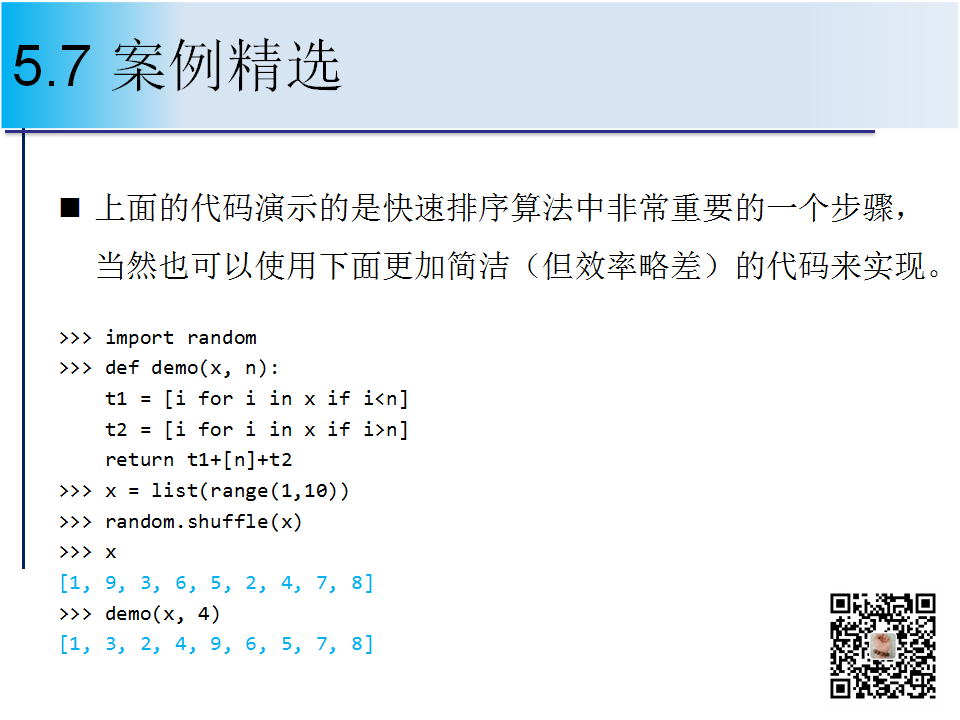 5.7 案例精选
■ 上面的代码演示的是快速排序算法中非常重要的一个步骤，
当然也可以使用下面更加简洁（但效率略差）的代码来实现。
>>> import random
>>> def demo(x, n):
    t1 = [i for i in x if i<n]
    t2 = [i for i in x if i>n]
    return t1+[n]+t2
>>> x = list(range(1,10))
>>> random.shuffle(x)
>>> x
[1, 9, 3, 6, 5, 2, 4, 7, 8]
>>> demo(x, 4)
[1, 3, 2, 4, 9, 6, 5, 7, 8]